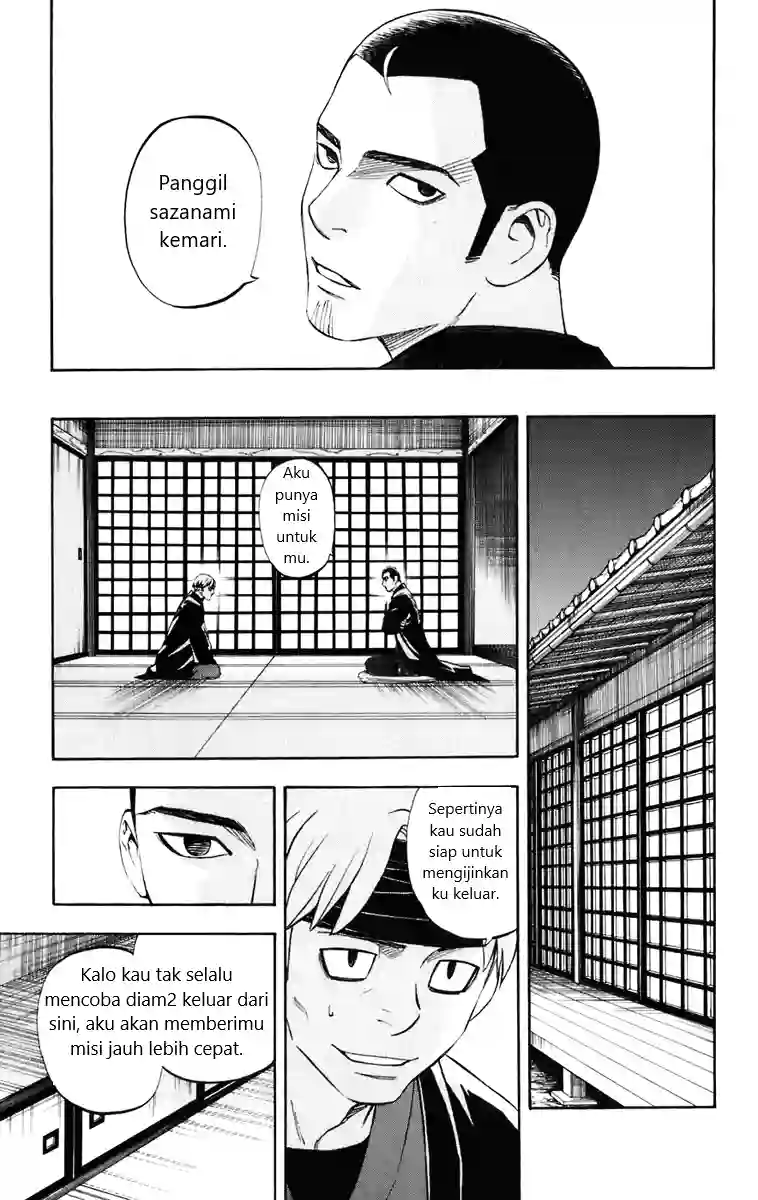 Panggil
sazanami
kemari.
Aku
punya
misi
untuk
mu.
Sepertinya
kau sudah
siap untuk
mengijinkan
ku keluar.
Kalo kau tak selalu
mencoba diam2 keluar dari
sini, aku akan memberimu
misi jauh lebih cepat.